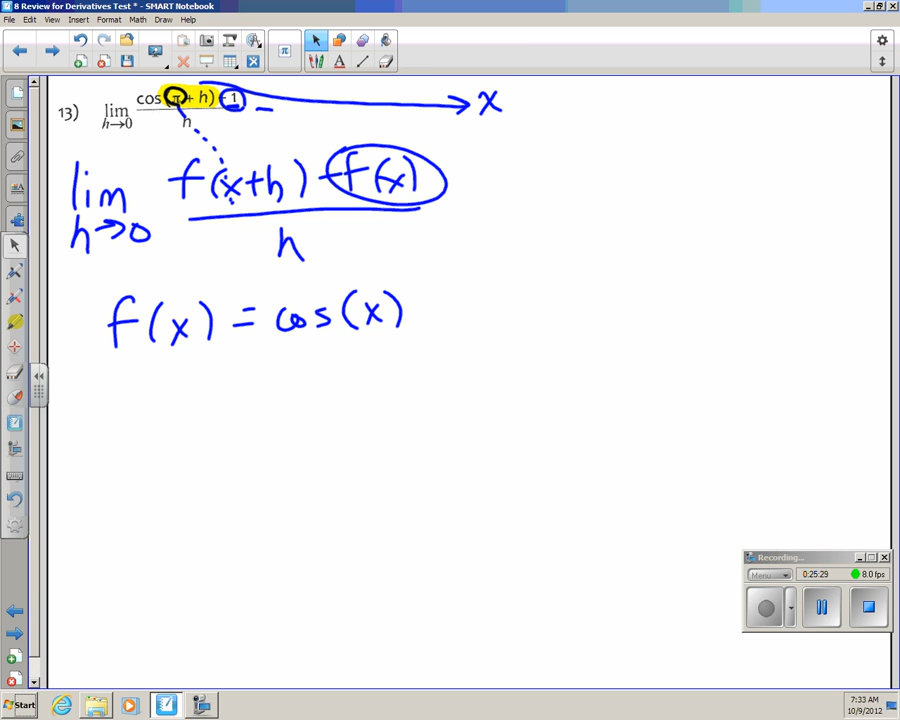 8 Review for Derivatives Test * - SMART Notebook
File Edit View Insert Format Math Draw Help
13) lim h→0 cos (π + h) - 1 x
h
lim h→0 f(x+h) - f(x)
h
f(x) = cos(x)
Recording...
Menu 0:25:29 8.0 fps
Start 7:33 AM
10/9/2012